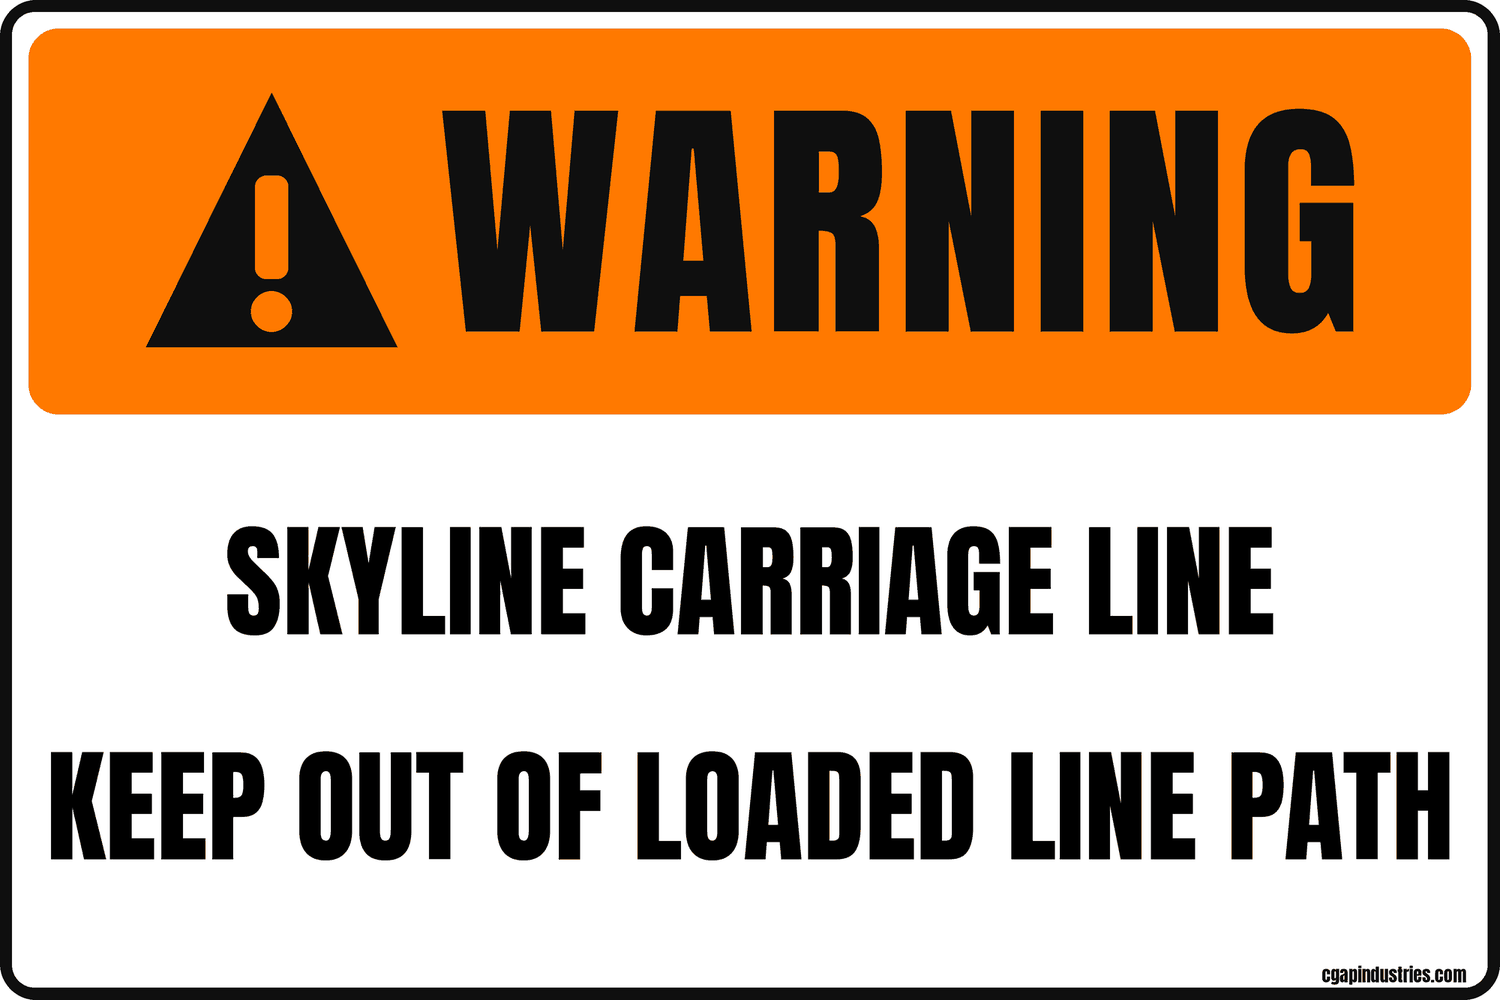 WARNING
SKYLINE CARRIAGE LINE
KEEP OUT OF LOADED LINE PATH
cgapindustries.com